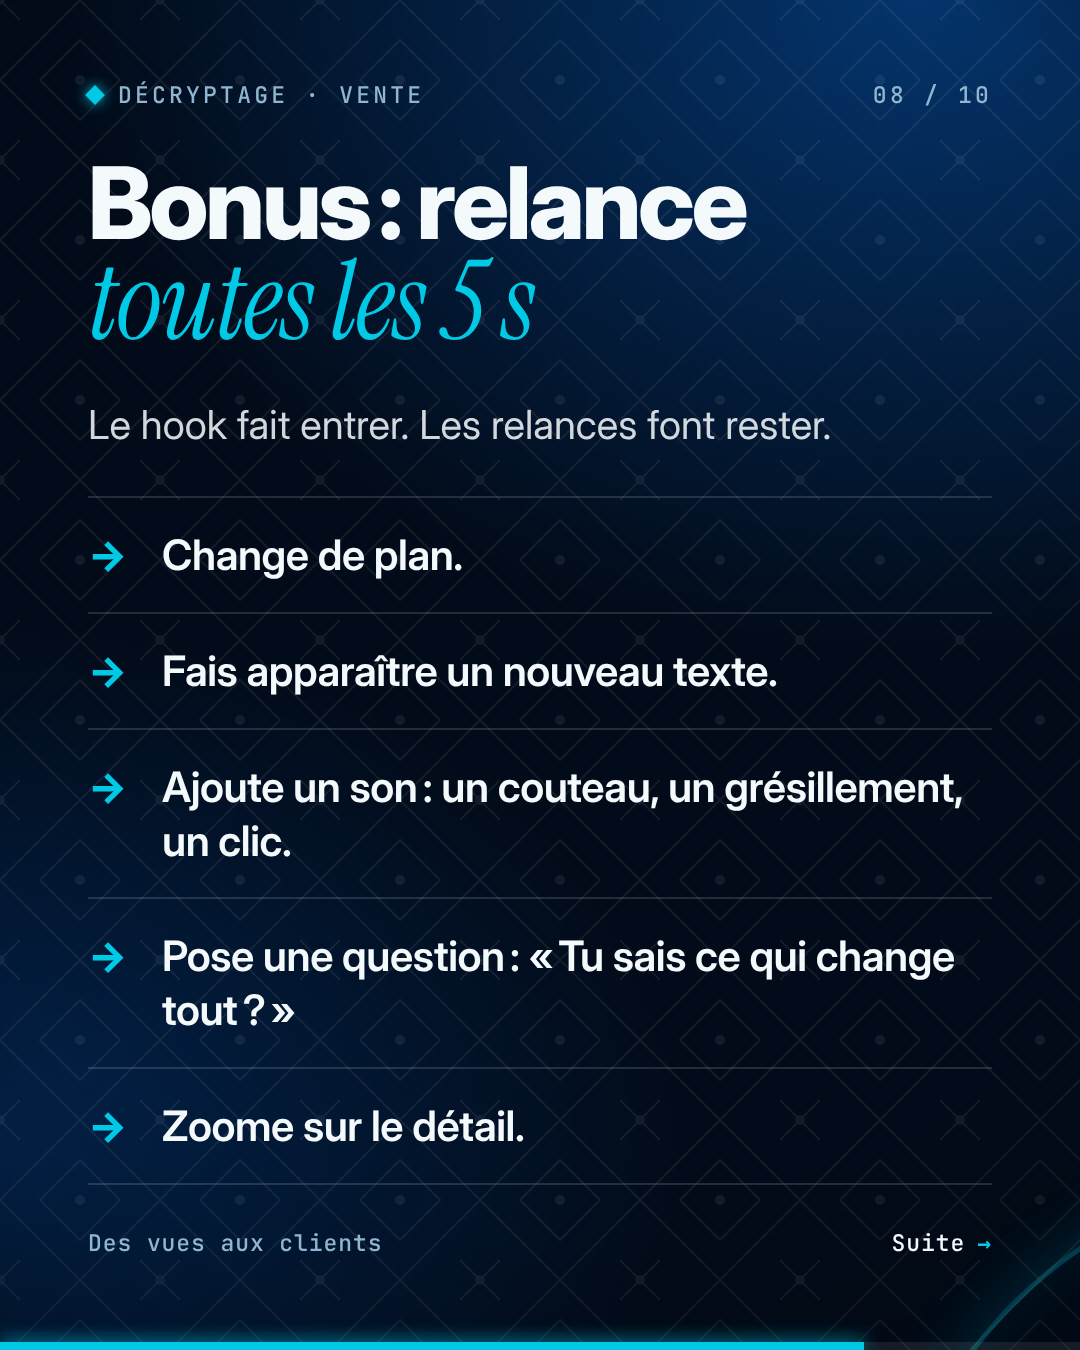 DÉCRYPTAGE · VENTE
08 / 10
Bonus : relance
toutes les 5 s
Le hook fait entrer. Les relances font rester.
→ Change de plan.
→ Fais apparaître un nouveau texte.
→ Ajoute un son : un couteau, un grésillement,
un clic.
→ Pose une question : « Tu sais ce qui change
tout ? »
→ Zoome sur le détail.
Des vues aux clients
Suite →